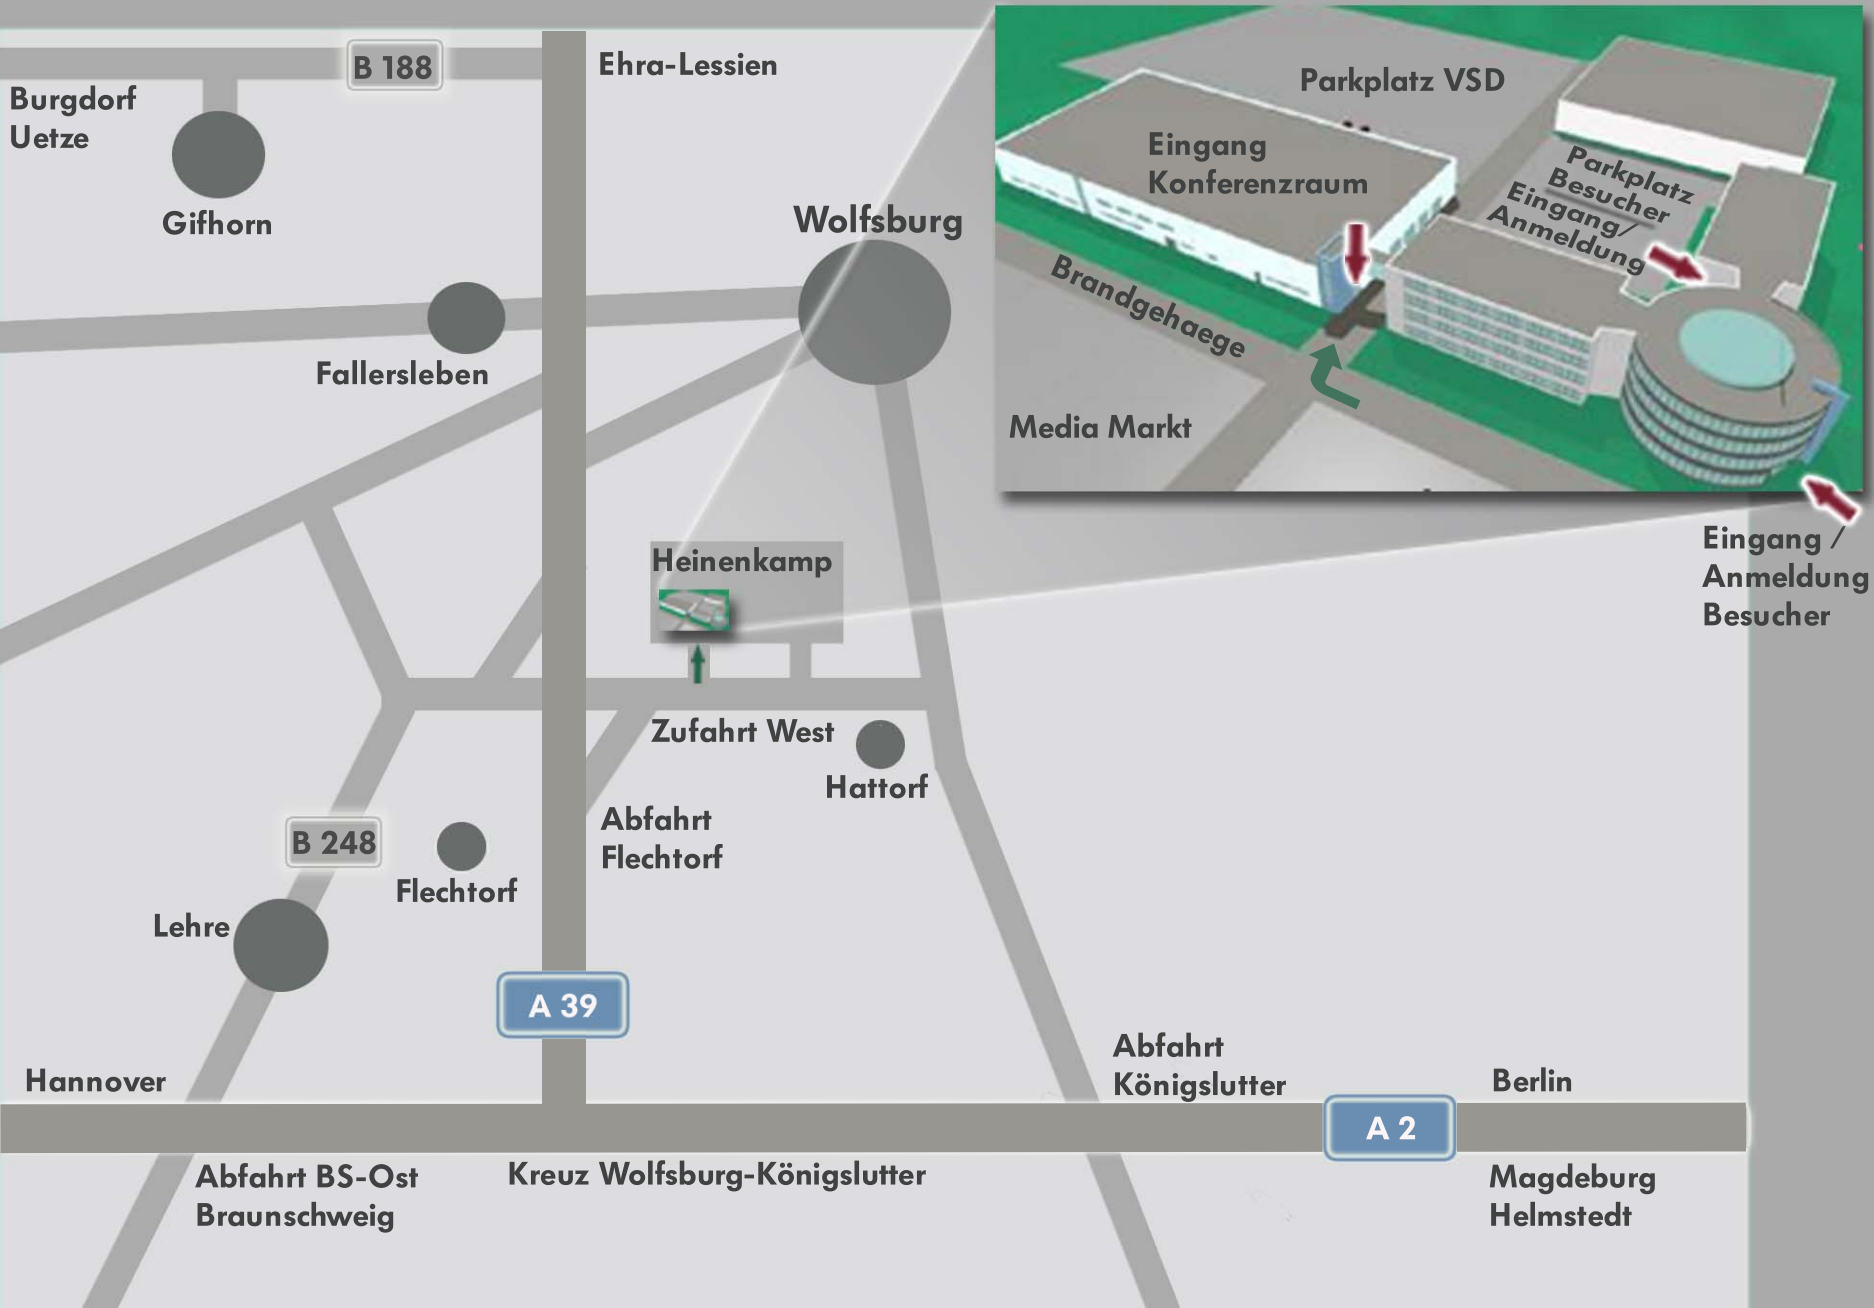 B 188
Ehra-Lessien
Burgdorf
Uetze
Gifhorn
Wolfsburg
Fallersleben
Parkplatz VSD
Eingang
Konferenzraum
Parkplatz
Besucher
Eingang/
Anmeldung
Brandgehaege
Media Markt
Eingang /
Anmeldung
Besucher
Heinenkamp
Zufahrt West
Hattorf
Abfahrt
Flechtorf
B 248
Flechtorf
Lehre
A 39
Hannover
Abfahrt
Königslutter
Berlin
A 2
Abfahrt BS-Ost
Braunschweig
Kreuz Wolfsburg-Königslutter
Magdeburg
Helmstedt